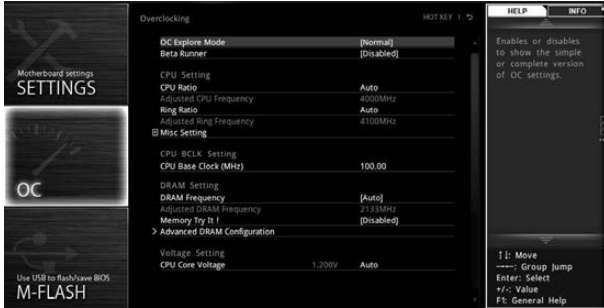 Overclocking
HOT KEY
HELP
INFO
OC Explore Mode [Normal]
Beta Runner [Disabled]
CPU Setting
CPU Ratio Auto
Adjusted CPU Frequency 4000MHz
Ring Ratio Auto
Adjusted Ring Frequency 4100MHz
Misc Setting
CPU BCLK Setting
CPU Base Clock (MHz) 100.00
DRAM Setting
DRAM Frequency [Auto]
Adjusted DRAM Frequency 2133MHz
Memory Try It ! [Disabled]
> Advanced DRAM Configuration
Voltage Setting
CPU Core Voltage 1.200V Auto
Motherboard settings
SETTINGS
OC
Use USB to flash/save BIOS
M-FLASH
Enables or disables
to show the simple
or complete version
of OC settings.
↑↓: Move
: Group Jump
Enter: Select
+/-: Value
F1: General Help